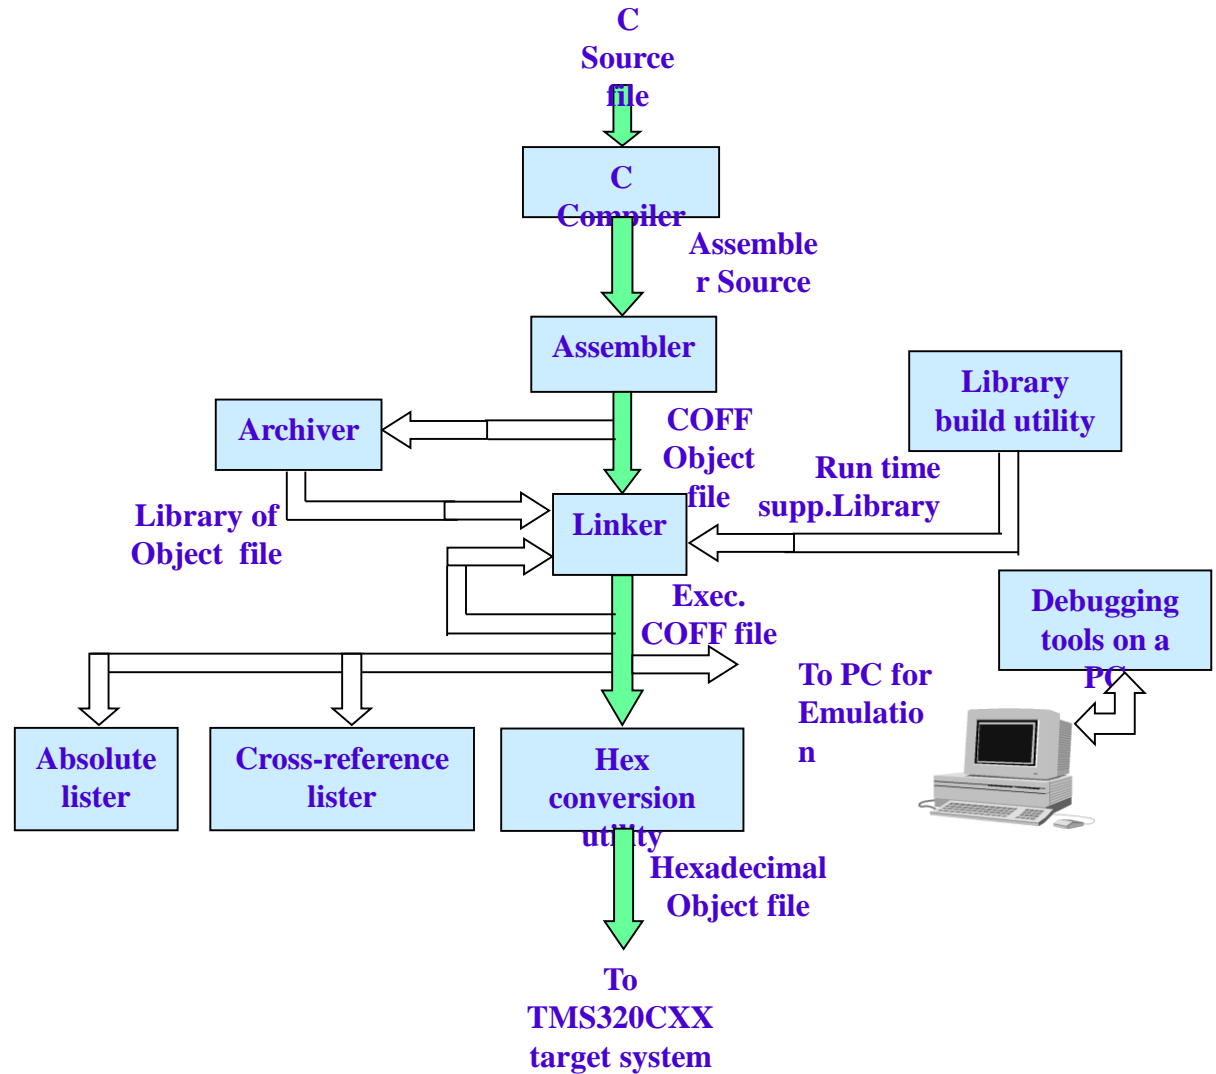 C
Source
file
C
Compiler
Assemble
r Source
Assembler
Library
build utility
Archiver
COFF
Object
file
Run time
supp.Library
Library of
Object file
Linker
Exec.
COFF file
Debugging
tools on a
PC
To PC for
Emulatio
n
Absolute
lister
Cross-reference
lister
Hex
conversion
utility
Hexadecimal
Object file
To
TMS320CXX
target system